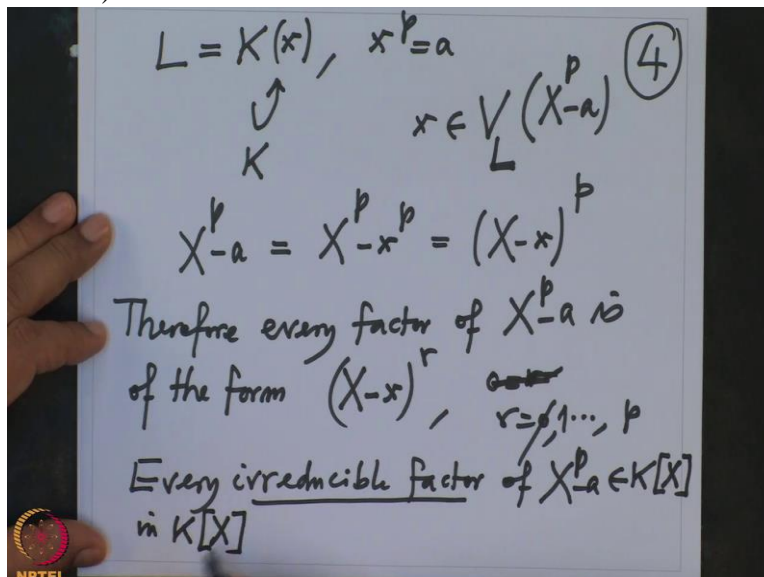 L = K(x), x^p = a
④
K
x ∈ V_L (X^p - a)
X^p - a = X^p - x^p = (X - x)^p
Therefore every factor of X^p - a is
of the form (X - x)^r,
r = 0, 1 ..., p
Every irreducible factor of X^p - a ∈ K[X]
in K[X]
NPTEL